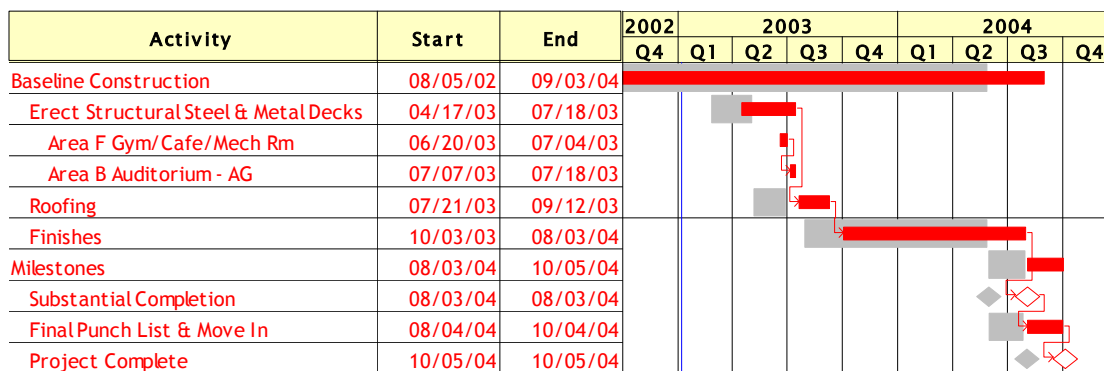 Activity Start End 2002 2003 2004
Q4 Q1 Q2 Q3 Q4 Q1 Q2 Q3 Q4
Baseline Construction 08/05/02 09/03/04
Erect Structural Steel & Metal Decks 04/17/03 07/18/03
Area F Gym/Cafe/Mech Rm 06/20/03 07/04/03
Area B Auditorium - AG 07/07/03 07/18/03
Roofing 07/21/03 09/12/03
Finishes 10/03/03 08/03/04
Milestones 08/03/04 10/05/04
Substantial Completion 08/03/04 08/03/04
Final Punch List & Move In 08/04/04 10/04/04
Project Complete 10/05/04 10/05/04